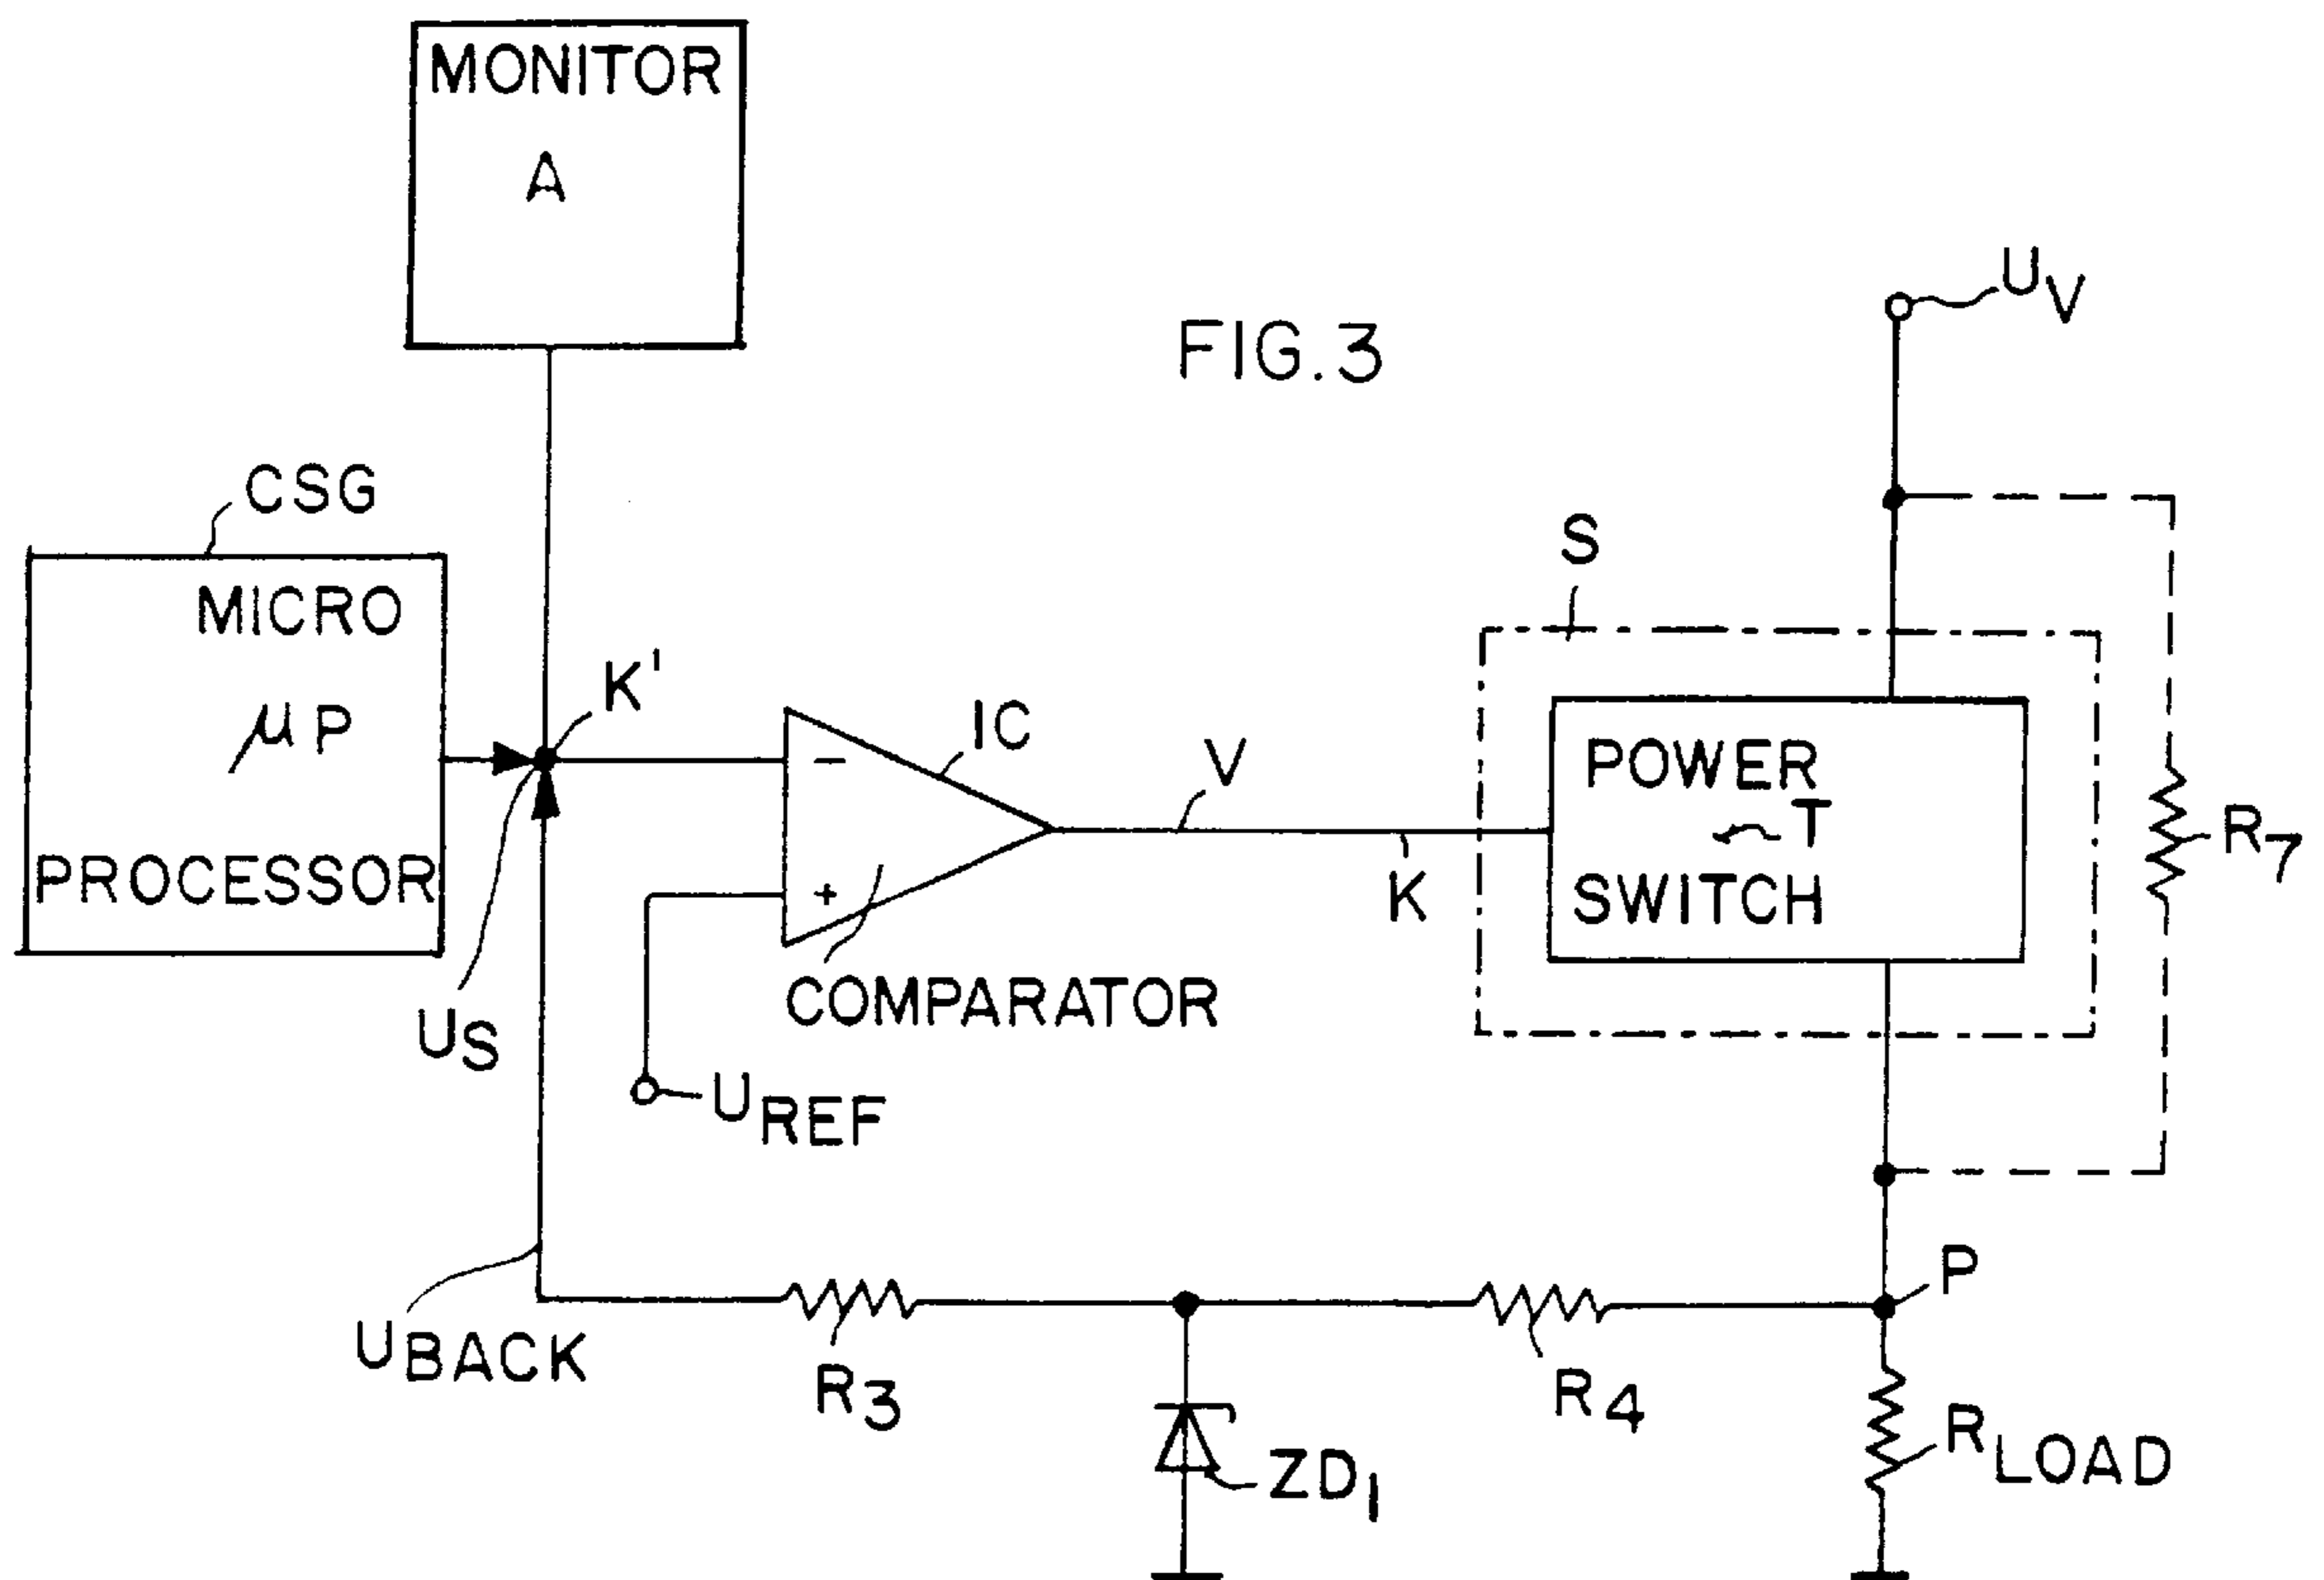 MONITOR
A
FIG.3
UV
CSG
S
MICRO
μP
PROCESSOR
K'
IC
V
POWER
T
SWITCH
R7
−
+
K
US
COMPARATOR
UREF
P
UBACK
R3
R4
ZD1
RLOAD